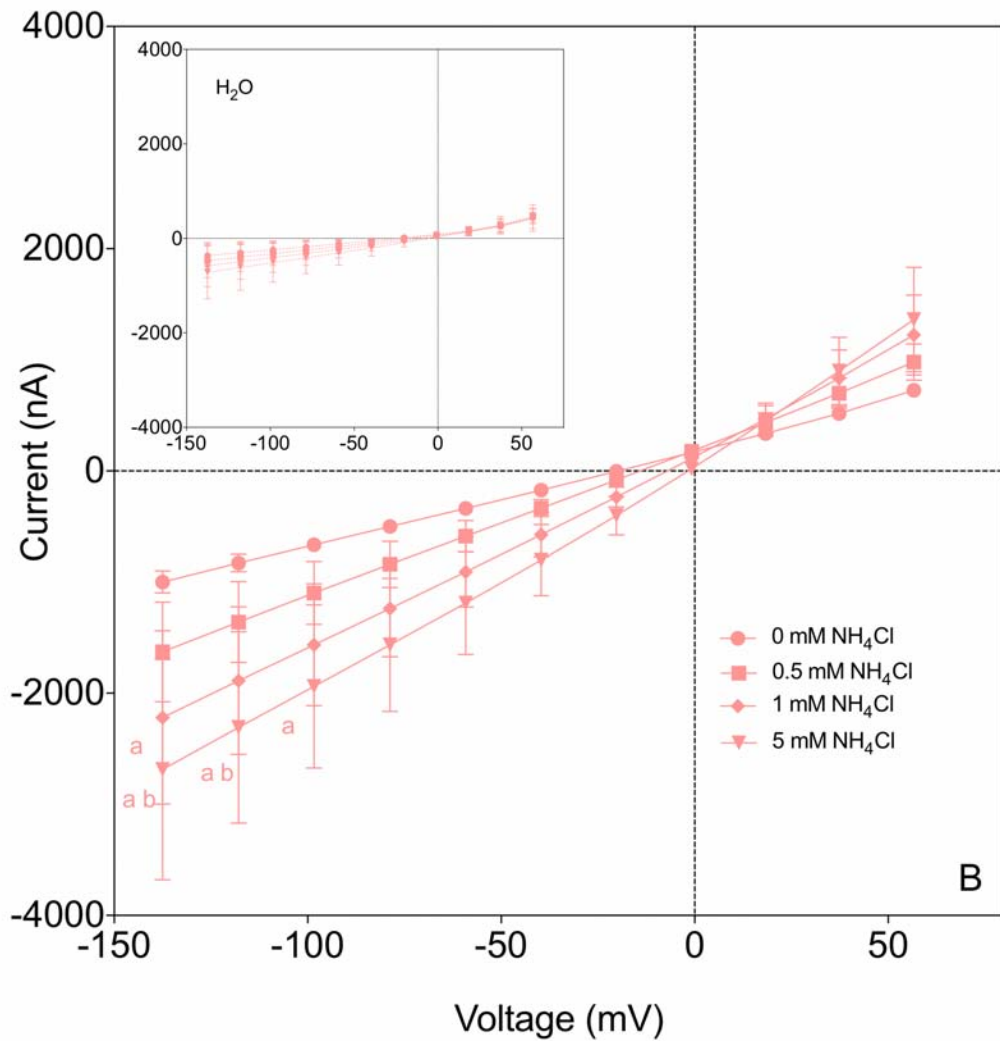 4000
2000
0
-2000
-4000
Current (nA)
4000
2000
0
-2000
-4000
H₂O
-150
-100
-50
0
50
a
a b
a b
a
0 mM NH₄Cl
0.5 mM NH₄Cl
1 mM NH₄Cl
5 mM NH₄Cl
B
-150
-100
-50
0
50
Voltage (mV)